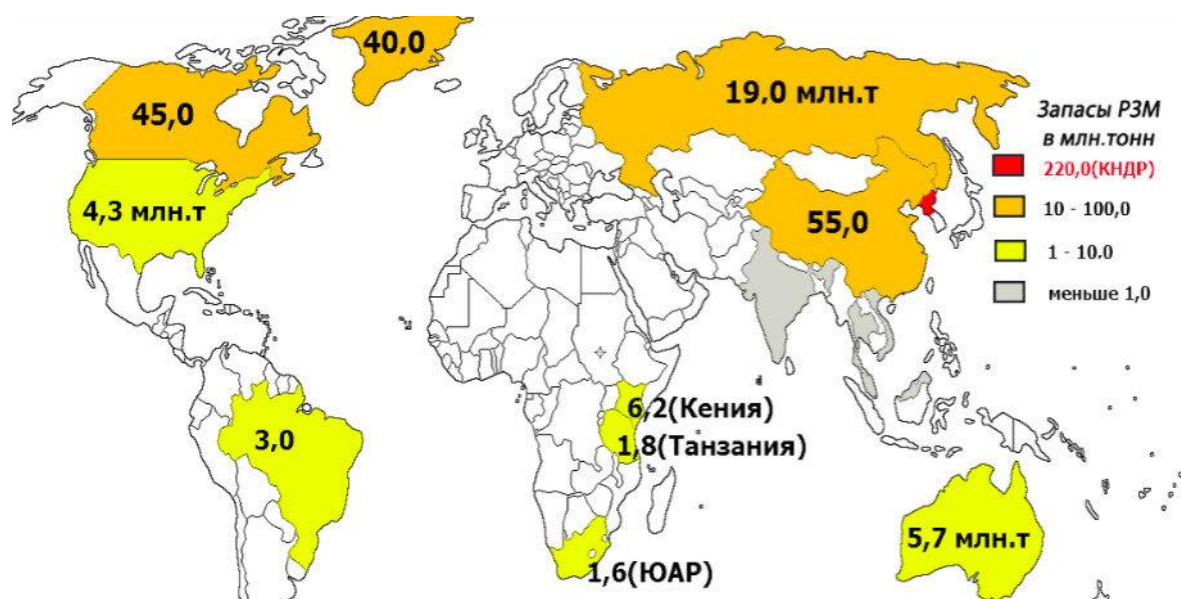 40,0
45,0
19,0 млн.т
4,3 млн.т
55,0
Запасы РЗМ
в млн.тонн
220,0(КНДР)
10 - 100,0
1 - 10.0
меньше 1,0
6,2(Кения)
1,8(Танзания)
3,0
5,7 млн.т
1,6(ЮАР)